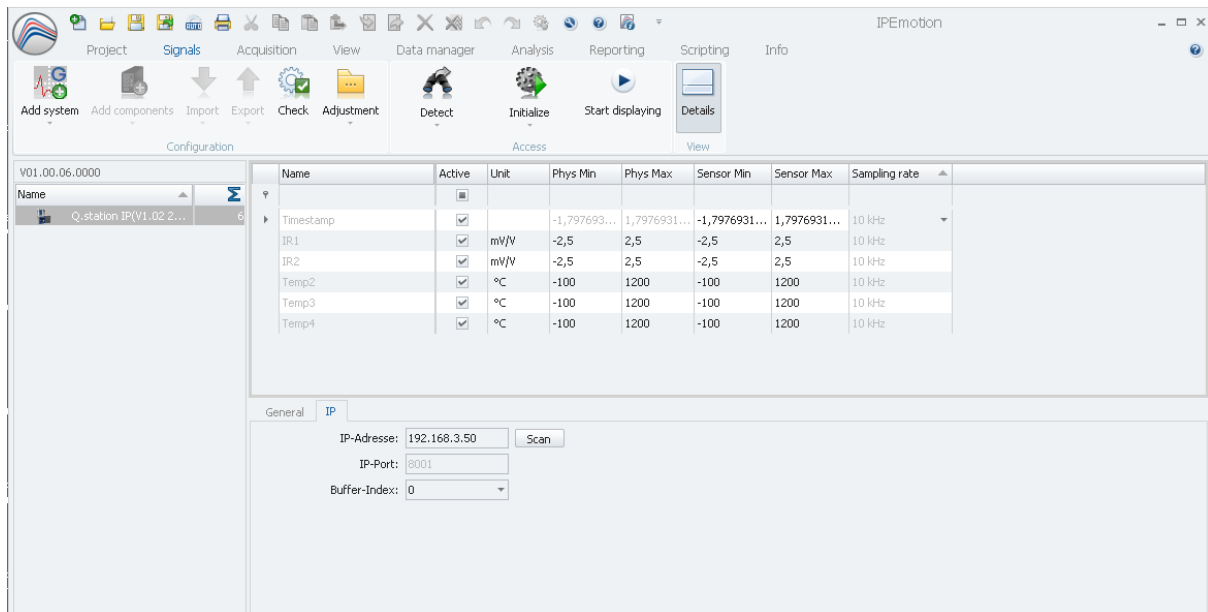 IPEmotion
Project Signals Acquisition View Data manager Analysis Reporting Scripting Info
G
Add system Add components Import Export Check Adjustment Detect Initialize Start displaying Details
Configuration Access View
V01.00.06.0000
Name Σ
Q.station IP(V1.02 2... 6
Name Active Unit Phys Min Phys Max Sensor Min Sensor Max Sampling rate
Timestamp -1,797693... 1,7976931... -1,7976931... 1,7976931... 10 kHz
IR1 mV/V -2,5 2,5 -2,5 2,5 10 kHz
IR2 mV/V -2,5 2,5 -2,5 2,5 10 kHz
Temp2 °C -100 1200 -100 1200 10 kHz
Temp3 °C -100 1200 -100 1200 10 kHz
Temp4 °C -100 1200 -100 1200 10 kHz
General IP
IP-Adresse: 192.168.3.50 Scan
IP-Port: 8001
Buffer-Index: 0